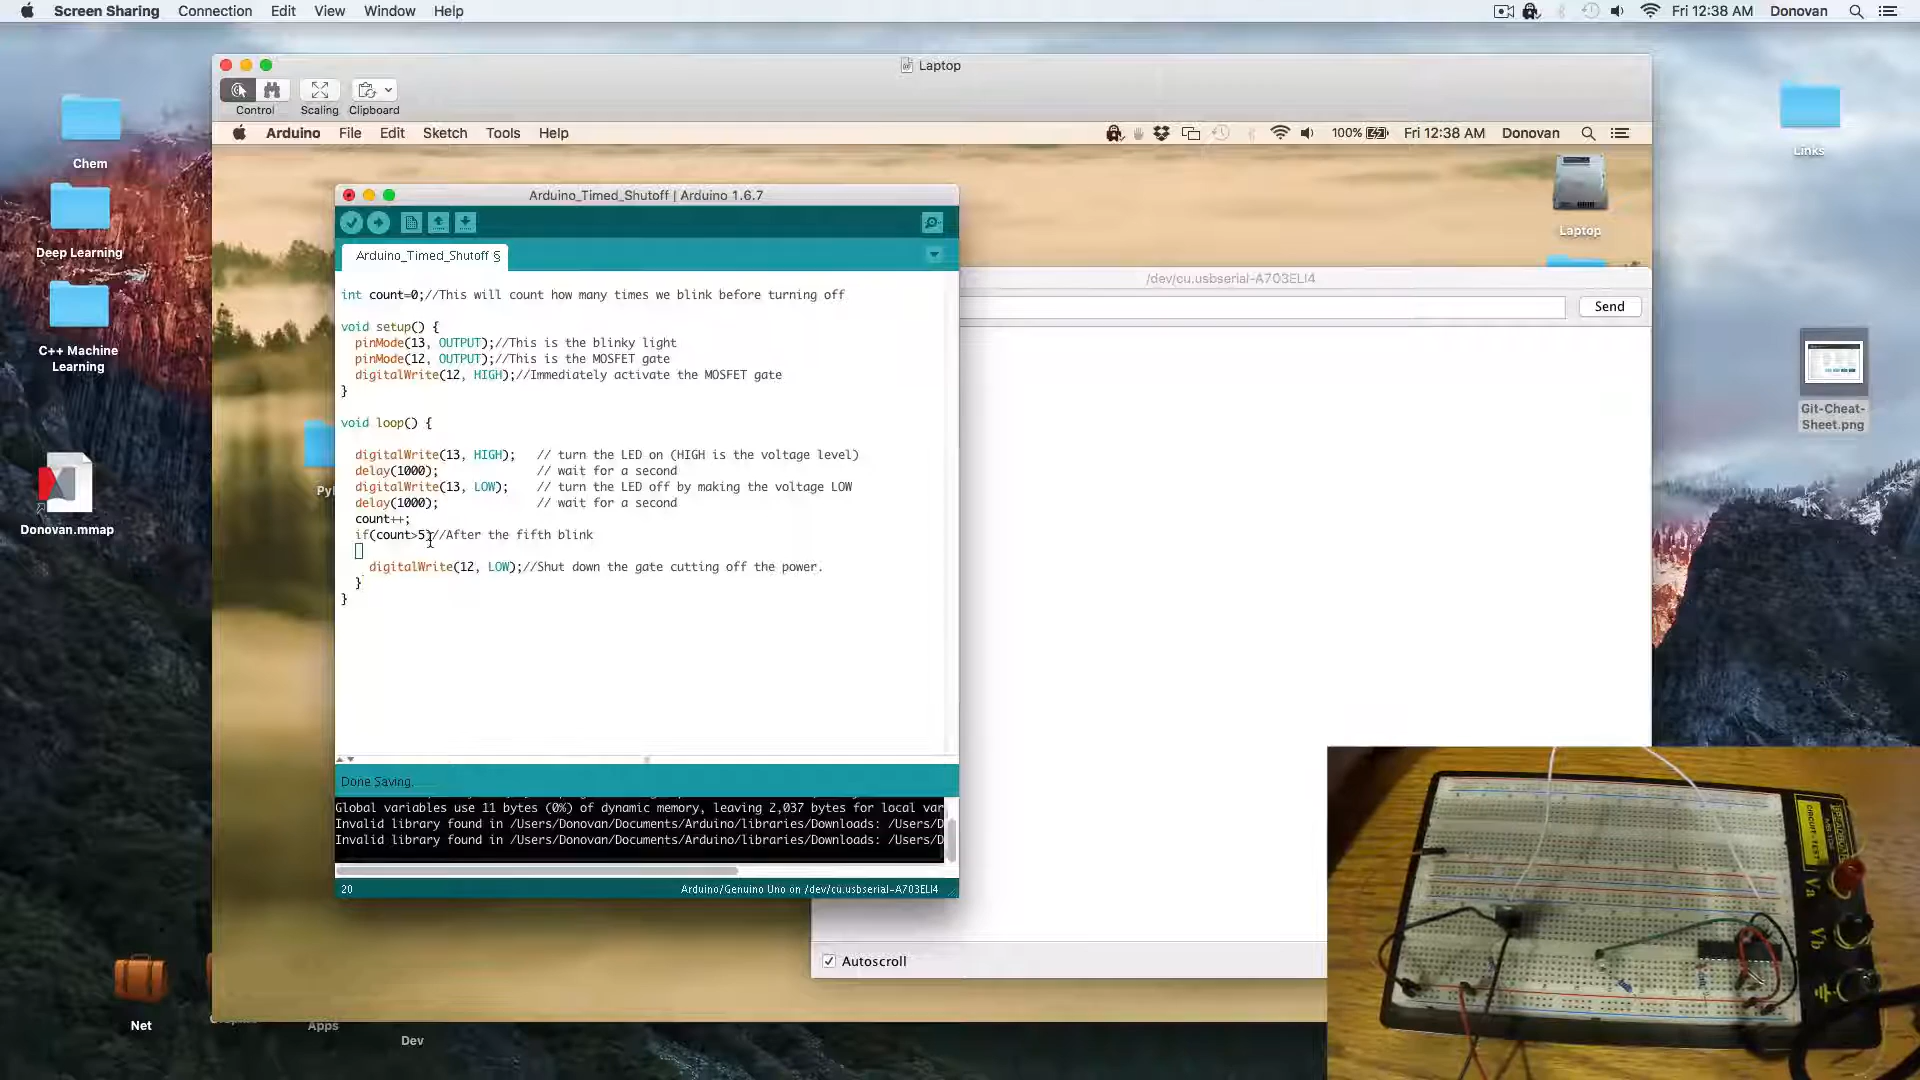 Screen Sharing Connection Edit View Window Help
Fri 12:38 AM Donovan
Laptop
Control Scaling Clipboard
Arduino File Edit Sketch Tools Help
100% Fri 12:38 AM Donovan
Chem
Deep Learning
C++ Machine
Learning
Donovan.mmap
Net
Apps
Dev
Links
Laptop
Git-Cheat-
Sheet.png
Arduino_Timed_Shutoff | Arduino 1.6.7
Arduino_Timed_Shutoff §
int count=0;//This will count how many times we blink before turning off
void setup() {
pinMode(13, OUTPUT);//This is the blinky light
pinMode(12, OUTPUT);//This is the MOSFET gate
digitalWrite(12, HIGH);//Immediately activate the MOSFET gate
}
void loop() {
digitalWrite(13, HIGH); // turn the LED on (HIGH is the voltage level)
delay(1000); // wait for a second
digitalWrite(13, LOW); // turn the LED off by making the voltage LOW
delay(1000); // wait for a second
count++;
if(count>5)//After the fifth blink
{
digitalWrite(12, LOW);//Shut down the gate cutting off the power.
}
}
Done Saving.
Global variables use 11 bytes (0%) of dynamic memory, leaving 2,037 bytes for local var
Invalid library found in /Users/Donovan/Documents/Arduino/libraries/Downloads: /Users/D
Invalid library found in /Users/Donovan/Documents/Arduino/libraries/Downloads: /Users/D
20
Arduino/Genuino Uno on /dev/cu.usbserial-A703ELI4
/dev/cu.usbserial-A703ELI4
Send
Autoscroll
CIRCUIT-TEST
Va
Vb